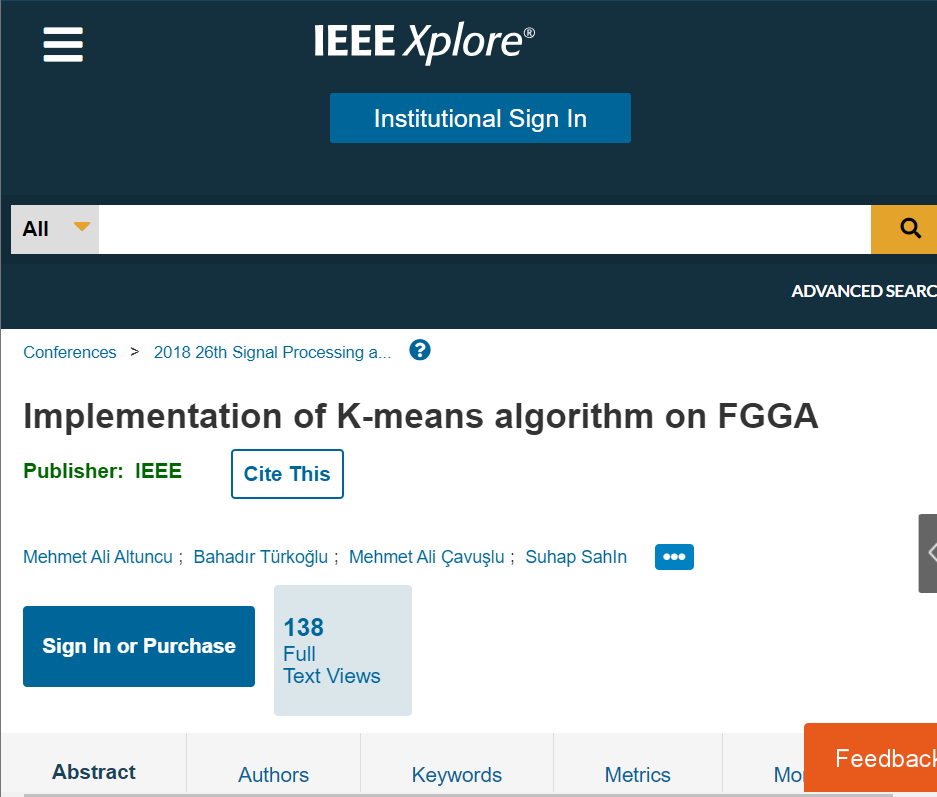 IEEE Xplore®
Institutional Sign In
All
ADVANCED SEARC
Conferences > 2018 26th Signal Processing a... ?
Implementation of K-means algorithm on FGGA
Publisher: IEEE
Cite This
Mehmet Ali Altuncu ; Bahadır Türkoğlu ; Mehmet Ali Çavuşlu ; Suhap SahIn
Sign In or Purchase
138
Full
Text Views
Abstract
Authors
Keywords
Metrics
Mo
Feedback